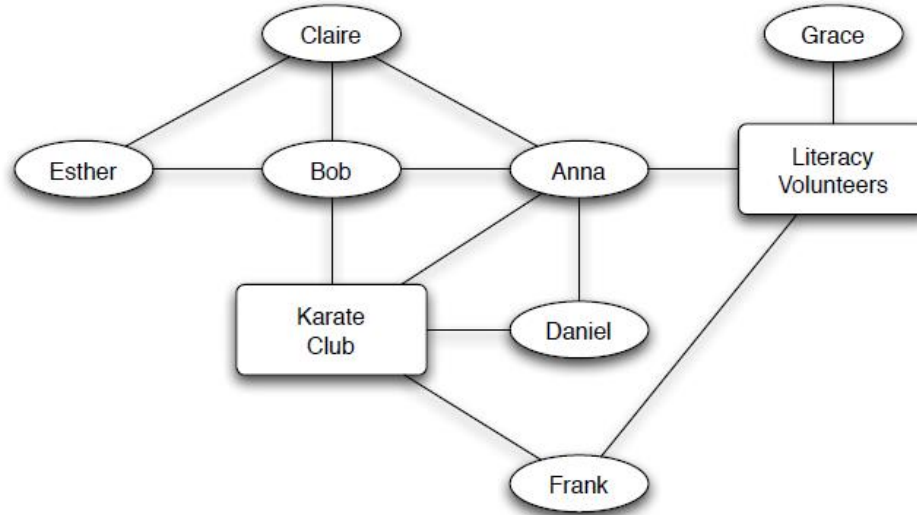 Claire
Grace
Esther
Bob
Anna
Literacy
Volunteers
Karate
Club
Daniel
Frank